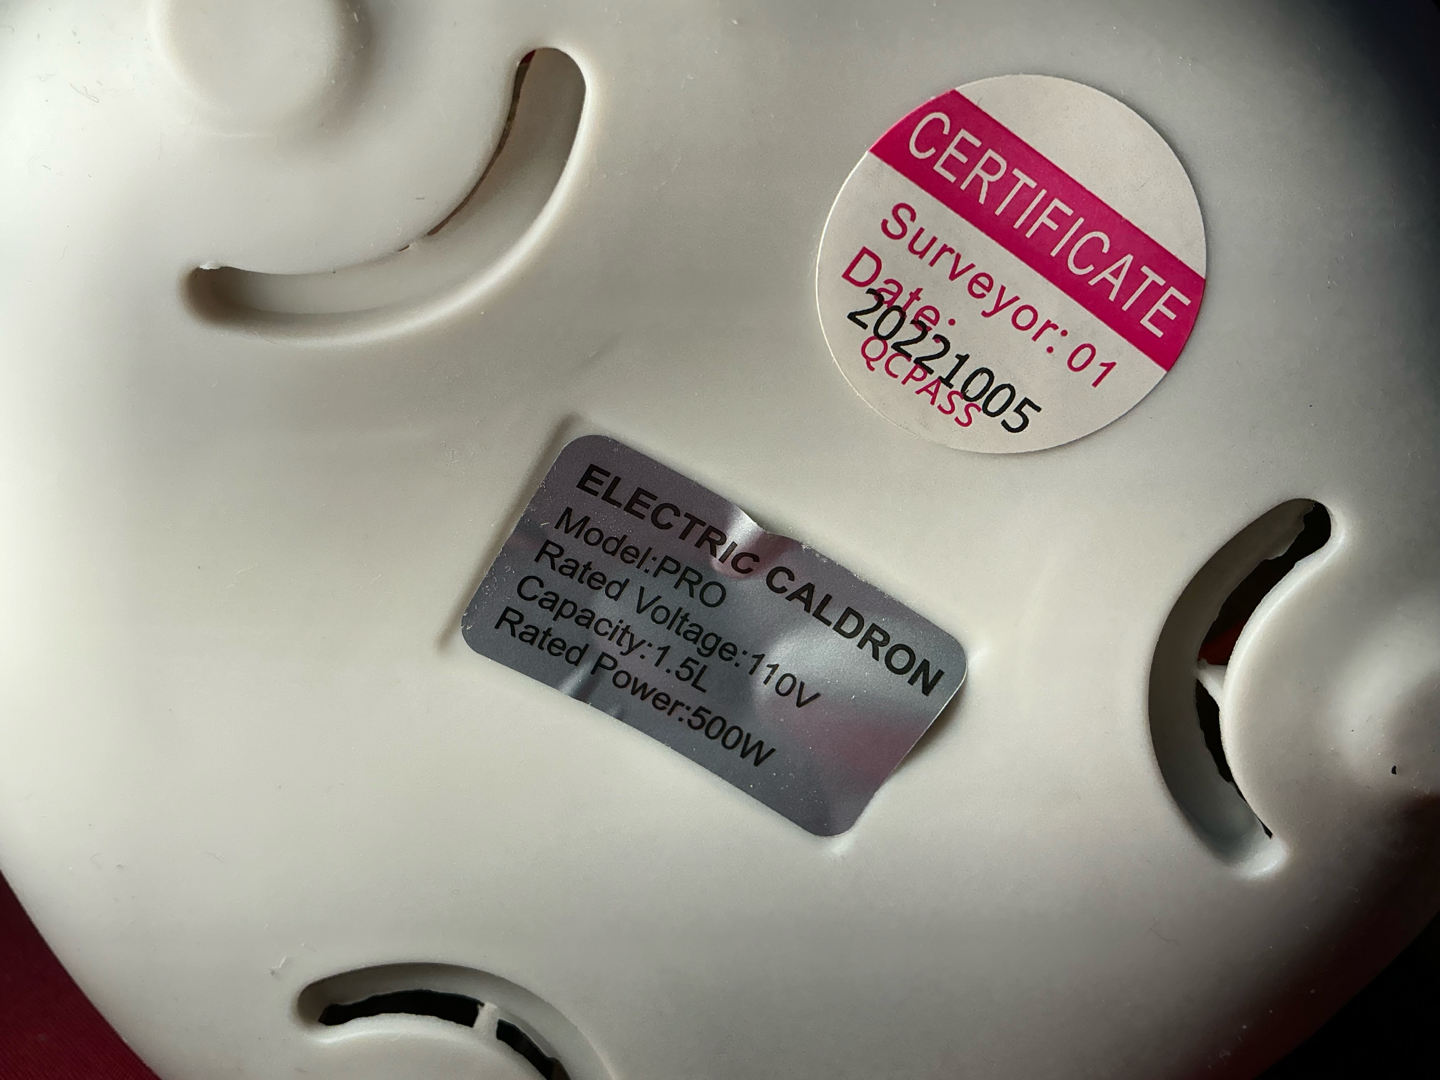 CERTIFICATE
Surveyor: 01
Date:
20221005
QCPASS
ELECTRIC CALDRON
Model:PRO
Rated Voltage:110V
Capacity:1.5L
Rated Power:500W